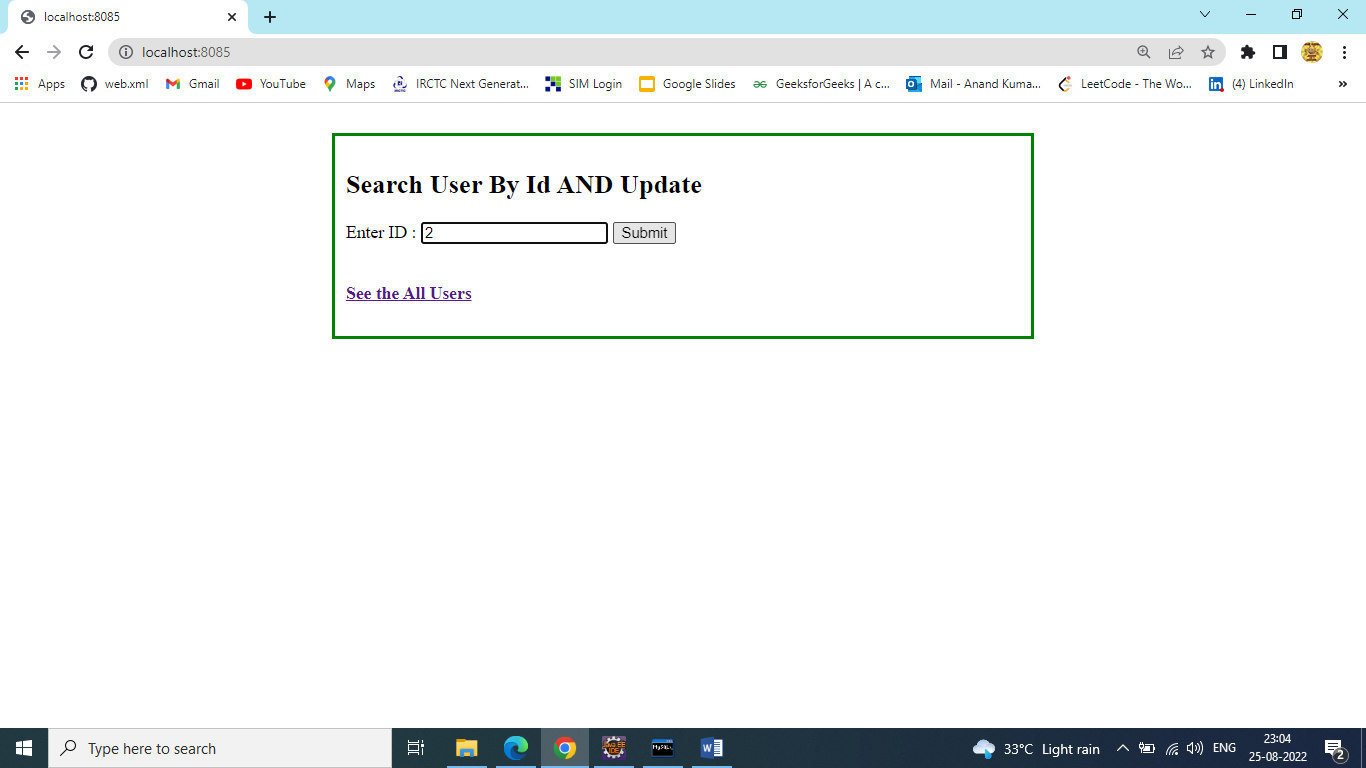 localhost:8085
localhost:8085
Apps web.xml Gmail YouTube Maps IRCTC Next Generat... SIM Login Google Slides GeeksforGeeks | A c... Mail - Anand Kuma... LeetCode - The Wo... (4) LinkedIn »
Search User By Id AND Update
Enter ID : 2 Submit
See the All Users
Type here to search
33°C Light rain
ENG
23:04
25-08-2022
2